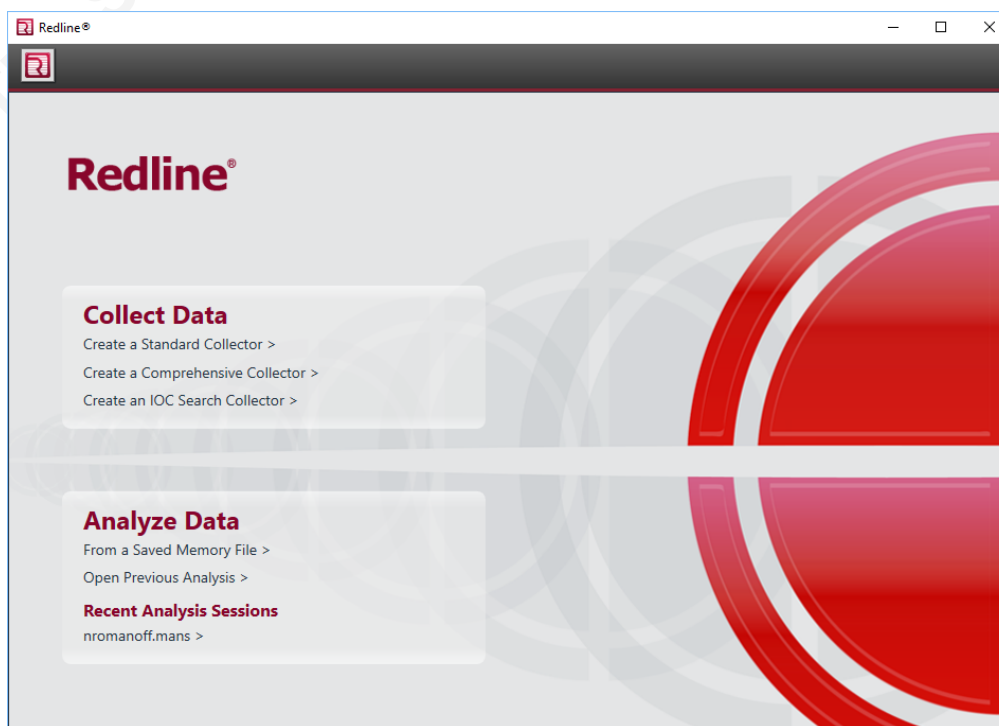 Redline®
Redline®
Collect Data
Create a Standard Collector >
Create a Comprehensive Collector >
Create an IOC Search Collector >
Analyze Data
From a Saved Memory File >
Open Previous Analysis >
Recent Analysis Sessions
nromanoff.mans >